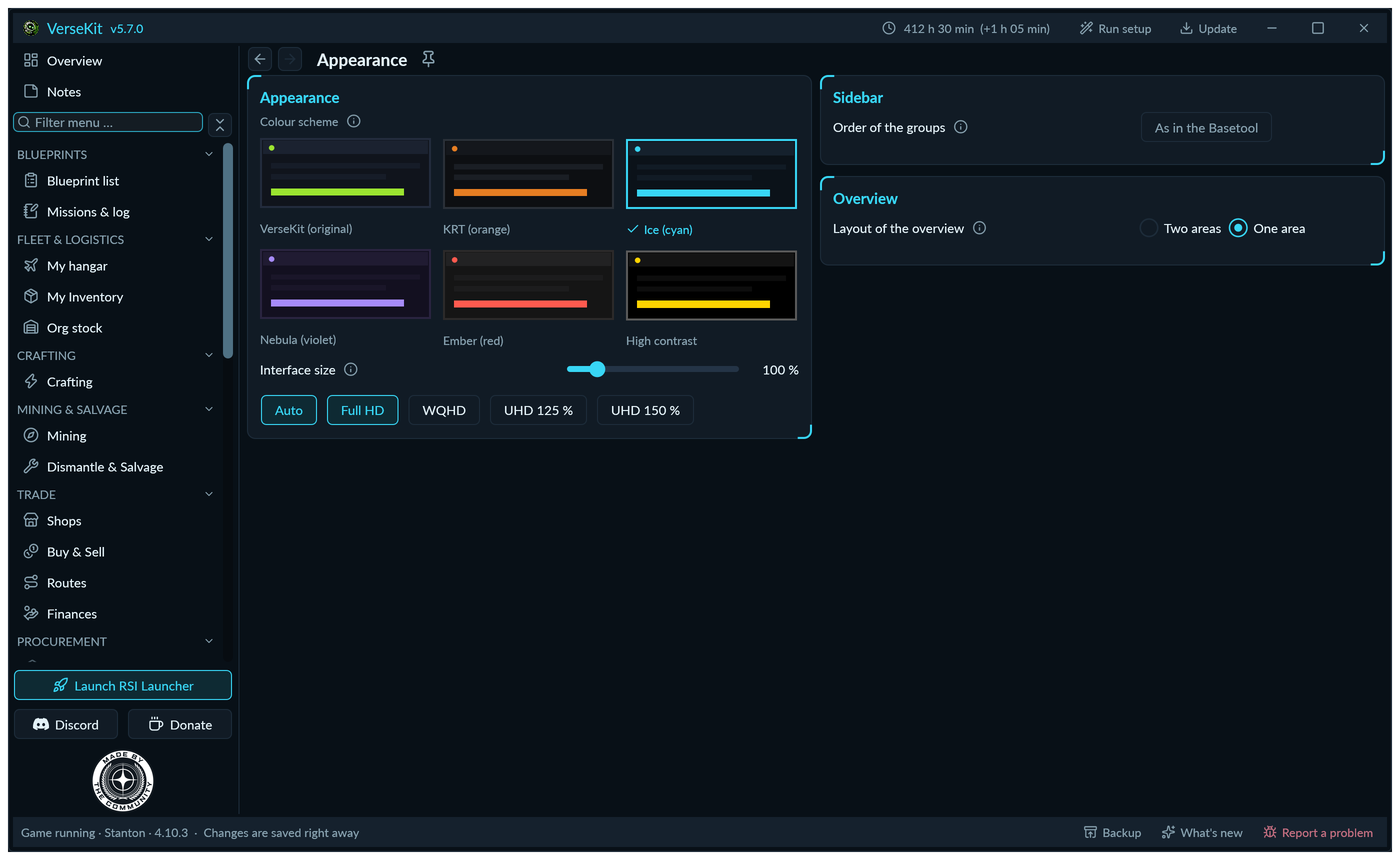 VerseKit v5.7.0
412 h 30 min (+1 h 05 min)
Run setup
Update
Overview
Notes
Filter menu ...
BLUEPRINTS
Blueprint list
Missions & log
FLEET & LOGISTICS
My hangar
My Inventory
Org stock
CRAFTING
Crafting
MINING & SALVAGE
Mining
Dismantle & Salvage
TRADE
Shops
Buy & Sell
Routes
Finances
PROCUREMENT
Launch RSI Launcher
Discord
Donate
MADE BY
THE COMMUNITY
Appearance
Appearance
Colour scheme
VerseKit (original)
KRT (orange)
Ice (cyan)
Nebula (violet)
Ember (red)
High contrast
Interface size
100 %
Auto
Full HD
WQHD
UHD 125 %
UHD 150 %
Sidebar
Order of the groups
As in the Basetool
Overview
Layout of the overview
Two areas
One area
Game running · Stanton · 4.10.3 · Changes are saved right away
Backup
What's new
Report a problem